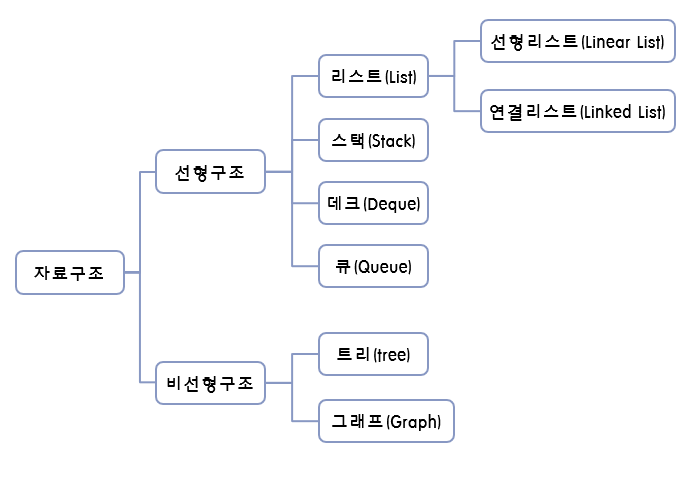 자료구조
선형구조
리스트(List)
선형리스트(Linear List)
연결리스트(Linked List)
스택(Stack)
데크(Deque)
큐(Queue)
비선형구조
트리(tree)
그래프(Graph)